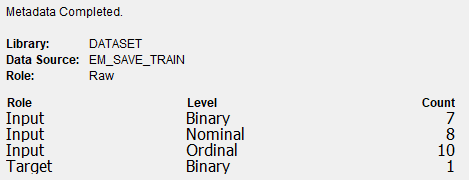 Metadata Completed.
Library: DATASET
Data Source: EM_SAVE_TRAIN
Role: Raw
Role Level Count
Input Binary 7
Input Nominal 8
Input Ordinal 10
Target Binary 1